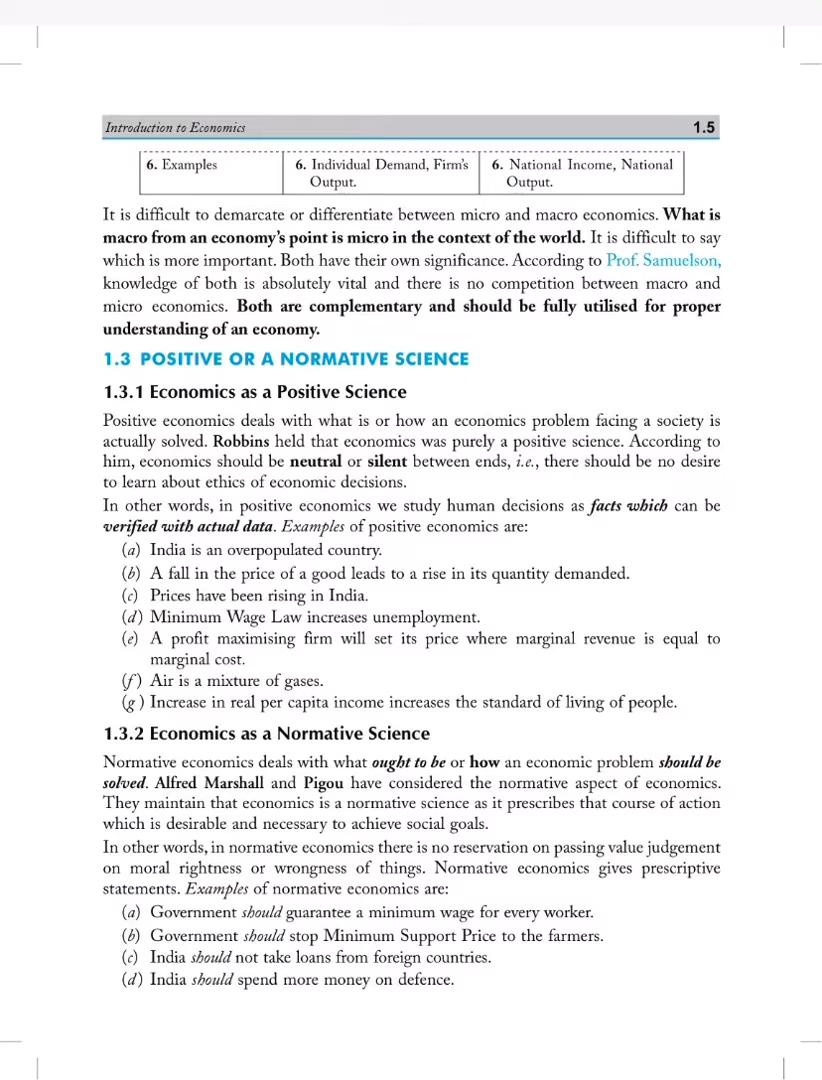 Introduction to Economics 1.5
6. Examples 6. Individual Demand, Firm's 6. National Income, National
Output. Output.
It is difficult to demarcate or differentiate between micro and macro economics. What is
macro from an economy's point is micro in the context of the world. It is difficult to say
which is more important. Both have their own significance. According to Prof. Samuelson,
knowledge of both is absolutely vital and there is no competition between macro and
micro economics. Both are complementary and should be fully utilised for proper
understanding of an economy.
1.3 POSITIVE OR A NORMATIVE SCIENCE
1.3.1 Economics as a Positive Science
Positive economics deals with what is or how an economics problem facing a society is
actually solved. Robbins held that economics was purely a positive science. According to
him, economics should be neutral or silent between ends, i.e., there should be no desire
to learn about ethics of economic decisions.
In other words, in positive economics we study human decisions as facts which can be
verified with actual data. Examples of positive economics are:
(a) India is an overpopulated country.
(b) A fall in the price of a good leads to a rise in its quantity demanded.
(c) Prices have been rising in India.
(d) Minimum Wage Law increases unemployment.
(e) A profit maximising firm will set its price where marginal revenue is equal to
marginal cost.
(f) Air is a mixture of gases.
(g) Increase in real per capita income increases the standard of living of people.
1.3.2 Economics as a Normative Science
Normative economics deals with what ought to be or how an economic problem should be
solved. Alfred Marshall and Pigou have considered the normative aspect of economics.
They maintain that economics is a normative science as it prescribes that course of action
which is desirable and necessary to achieve social goals.
In other words, in normative economics there is no reservation on passing value judgement
on moral rightness or wrongness of things. Normative economics gives prescriptive
statements. Examples of normative economics are:
(a) Government should guarantee a minimum wage for every worker.
(b) Government should stop Minimum Support Price to the farmers.
(c) India should not take loans from foreign countries.
(d) India should spend more money on defence.